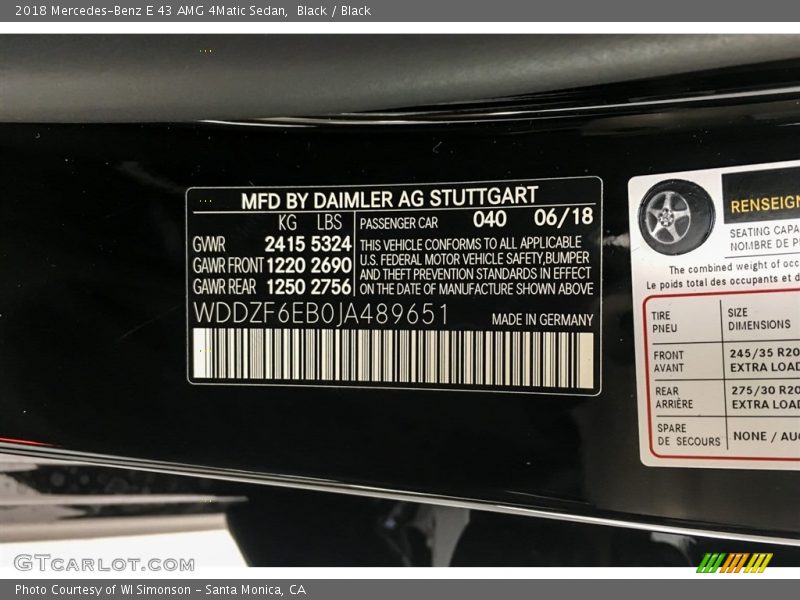 2018 Mercedes-Benz E 43 AMG 4Matic Sedan, Black / Black
MFD BY DAIMLER AG STUTTGART
KG LBS
GVWR 2415 5324
GAWR FRONT 1220 2690
GAWR REAR 1250 2756
PASSENGER CAR 040 06/18
THIS VEHICLE CONFORMS TO ALL APPLICABLE
U.S. FEDERAL MOTOR VEHICLE SAFETY, BUMPER
AND THEFT PREVENTION STANDARDS IN EFFECT
ON THE DATE OF MANUFACTURE SHOWN ABOVE
WDDZF6EB0JA489651
MADE IN GERMANY
RENSEIGN
SEATING CAPA
NOMBRE DE P
The combined weight of occ
Le poids total des occupants et d
TIRE
PNEU
SIZE
DIMENSIONS
FRONT
AVANT
245/35 R20
EXTRA LOAD
REAR
ARRIÈRE
275/30 R20
EXTRA LOAD
SPARE
DE SECOURS
NONE / AUC
GTCARLOT.COM
Photo Courtesy of WI Simonson - Santa Monica, CA